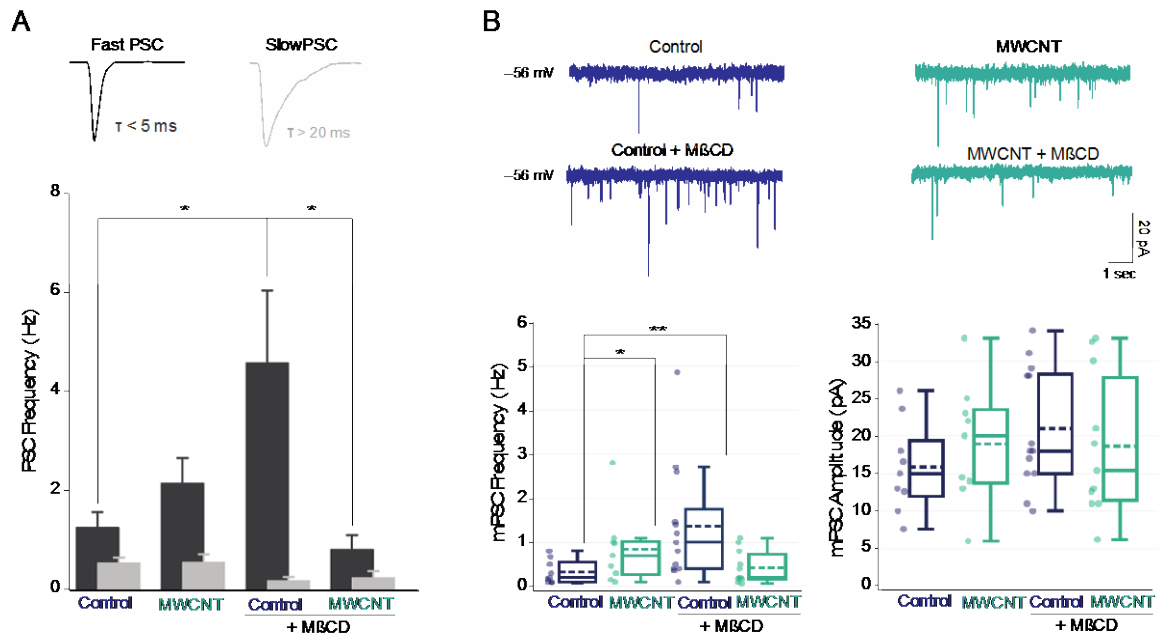 A
Fast PSC
SlowPSC
τ < 5 ms
τ > 20 ms
8
6
4
2
0
PSC Frequency (Hz)
*
*
Control
MWCNT
Control
MWCNT
+ MßCD
B
Control
MWCNT
–56 mV
Control + MßCD
MWCNT + MßCD
–56 mV
20 pA
1 sec
6
5
4
3
2
1
0
mPSC Frequency (Hz)
**
*
Control
MWCNT
Control
MWCNT
+ MßCD
35
30
25
20
15
10
5
0
mPSC Amplitude (pA)
Control
MWCNT
Control
MWCNT
+ MßCD